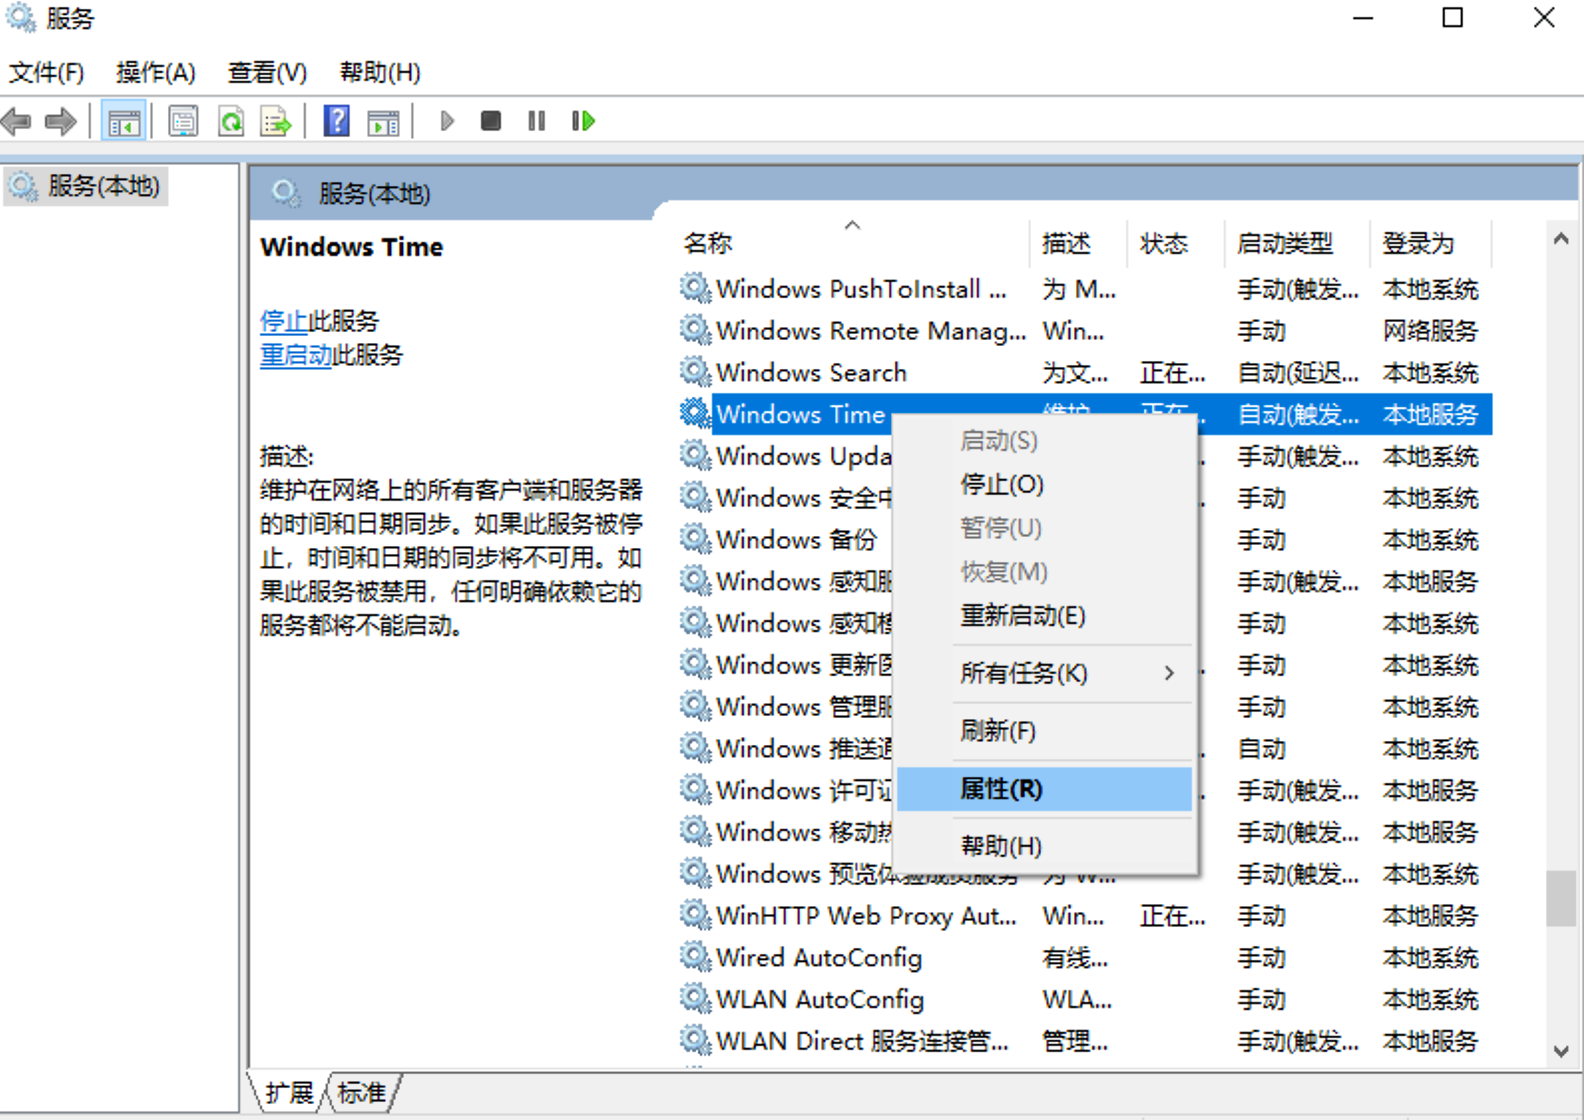 服务
文件(F) 操作(A) 查看(V) 帮助(H)
服务(本地)
服务(本地)
Windows Time
停止此服务
重启动此服务
描述:
维护在网络上的所有客户端和服务器
的时间和日期同步。如果此服务被停
止，时间和日期的同步将不可用。如
果此服务被禁用，任何明确依赖它的
服务都将不能启动。
名称 描述 状态 启动类型 登录为
Windows PushToInstall ... 为 M... 手动(触发... 本地系统
Windows Remote Manag... Win... 手动 网络服务
Windows Search 为文... 正在... 自动(延迟... 本地系统
Windows Time 维护 正在 自动(触发... 本地服务
Windows Upda 手动(触发... 本地系统
Windows 安全中 手动 本地系统
Windows 备份 手动 本地系统
Windows 感知服 手动(触发... 本地服务
Windows 感知模 手动 本地系统
Windows 更新医 手动 本地系统
Windows 管理服 手动 本地系统
Windows 推送通 自动 本地系统
Windows 许可证 手动(触发... 本地服务
Windows 移动热 手动(触发... 本地服务
Windows 预览体验成员服务 为 W... 手动(触发... 本地系统
WinHTTP Web Proxy Aut... Win... 正在... 手动 本地服务
Wired AutoConfig 有线... 手动 本地系统
WLAN AutoConfig WLA... 手动 本地系统
WLAN Direct 服务连接管... 管理... 手动(触发... 本地服务
启动(S)
停止(O)
暂停(U)
恢复(M)
重新启动(E)
所有任务(K)
刷新(F)
属性(R)
帮助(H)
扩展 标准